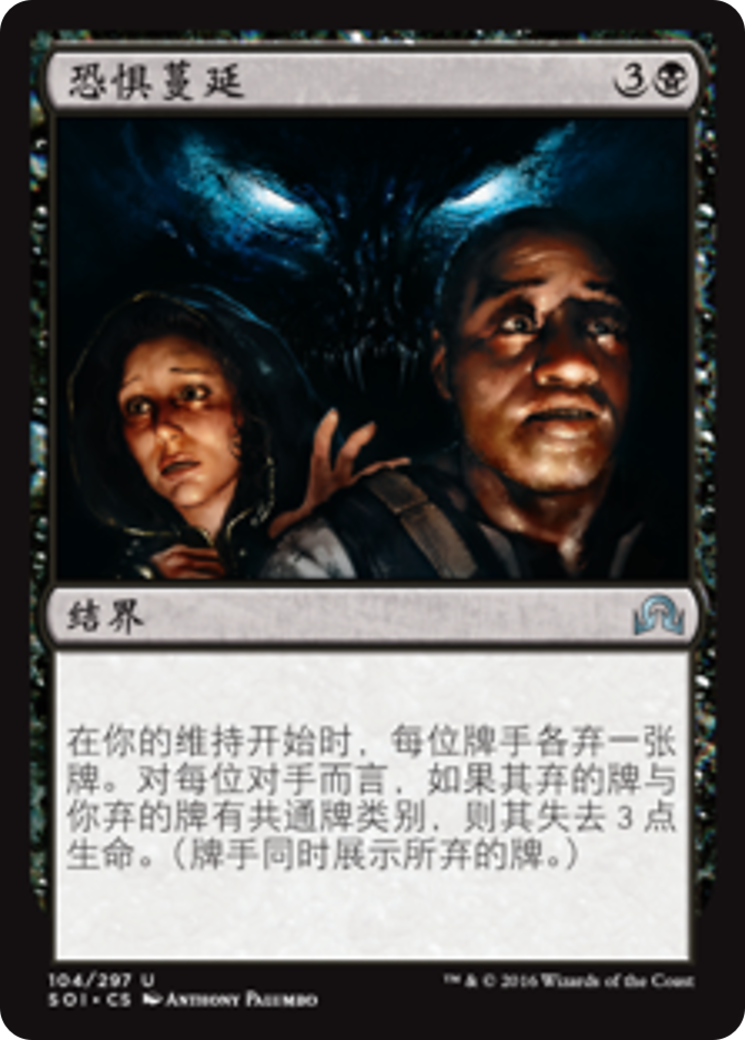 恐惧蔓延 3
结界
在你的维持开始时，每位牌手各弃一张
牌。对每位对手而言，如果其弃的牌与
你弃的牌有共通牌类别，则其失去 3 点
生命。（牌手同时展示所弃的牌。）
104/297 U
SOI • CS Anthony Palumbo
™ & © 2016 Wizards of the Coast